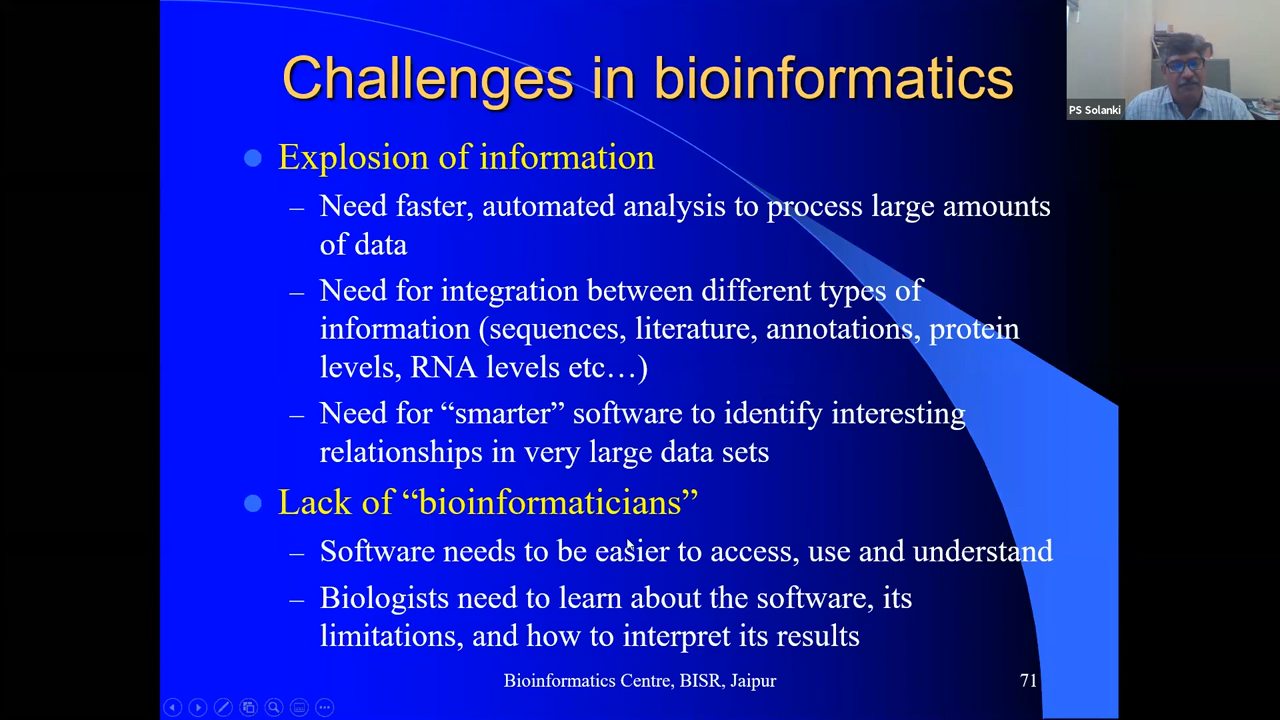 Challenges in bioinformatics
PS Solanki
Explosion of information
– Need faster, automated analysis to process large amounts
of data
– Need for integration between different types of
information (sequences, literature, annotations, protein
levels, RNA levels etc…)
– Need for “smarter” software to identify interesting
relationships in very large data sets
Lack of “bioinformaticians”
– Software needs to be easier to access, use and understand
– Biologists need to learn about the software, its
limitations, and how to interpret its results
Bioinformatics Centre, BISR, Jaipur
71